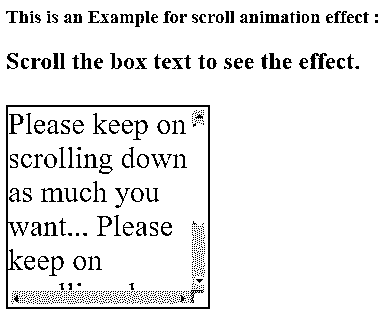 This is an Example for scroll animation effect :
Scroll the box text to see the effect.
Please keep on
scrolling down
as much you
want... Please
keep on